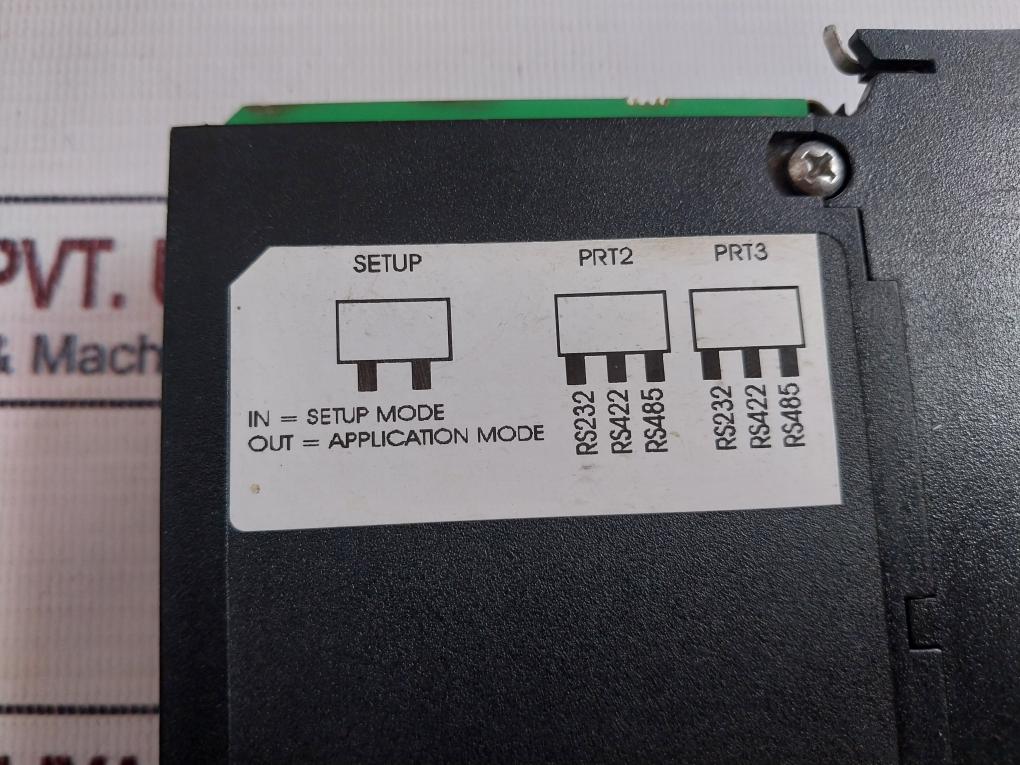 SETUP
PRT2
PRT3
IN = SETUP MODE
OUT = APPLICATION MODE
RS232
RS422
RS485
RS232
RS422
RS485
PVT.
& Mach